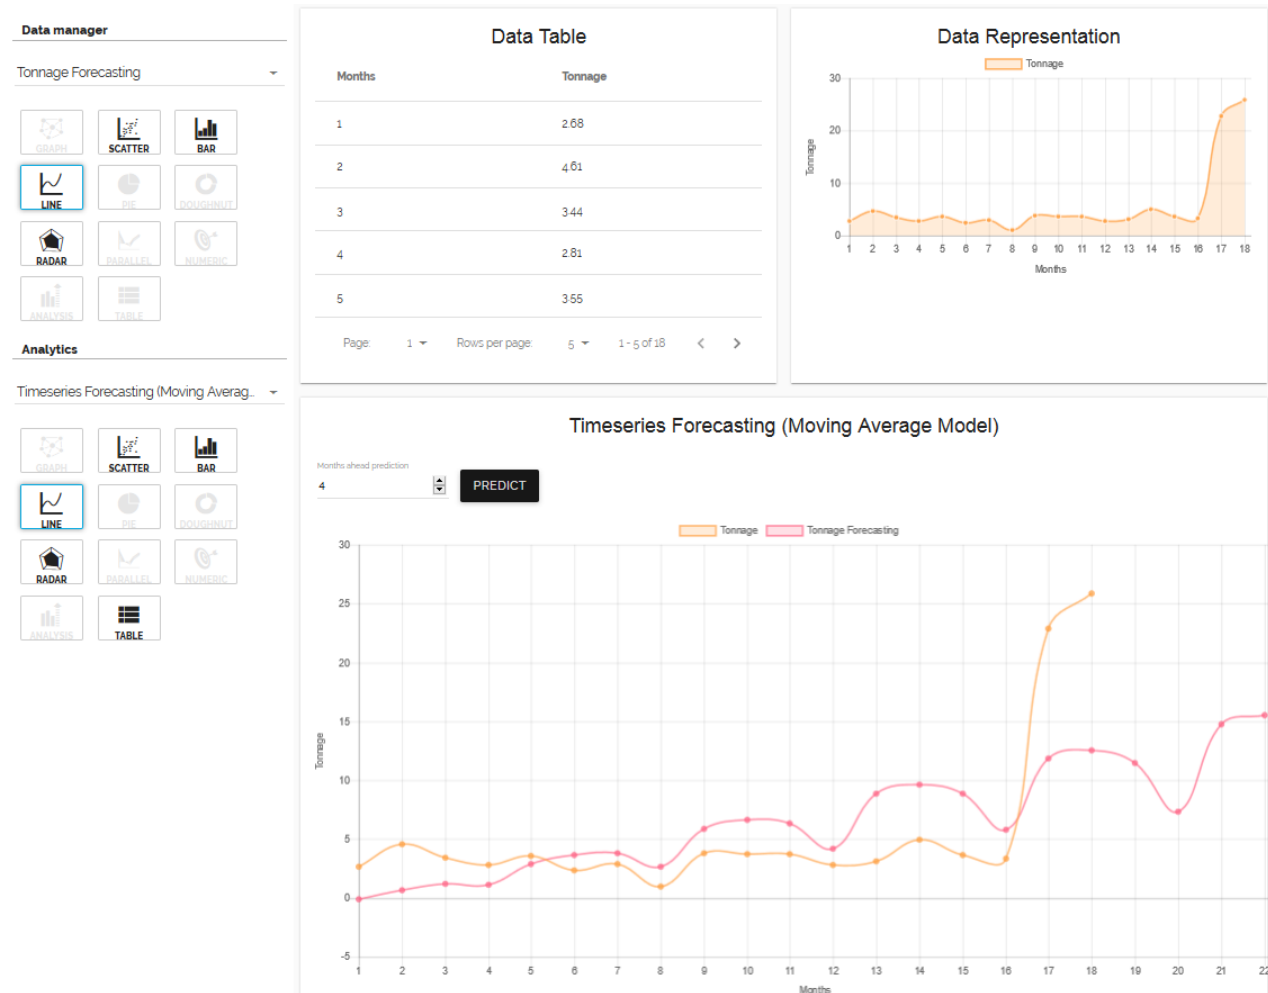 Data manager
Tonnage Forecasting
GRAPH SCATTER BAR
LINE PIE DOUGHNUT
RADAR PARALLEL NUMERIC
ANALYSIS TABLE
Analytics
Timeseries Forecasting (Moving Averag...
GRAPH SCATTER BAR
LINE PIE DOUGHNUT
RADAR PARALLEL NUMERIC
ANALYSIS TABLE
Data Table
Months Tonnage
1 2.68
2 4.61
3 3.44
4 2.81
5 3.55
Page: 1 Rows per page: 5 1 - 5 of 18
Data Representation
Tonnage
30
20
10
0
Tonnage
1 2 3 4 5 6 7 8 9 10 11 12 13 14 15 16 17 18
Months
Timeseries Forecasting (Moving Average Model)
Months ahead prediction
4 PREDICT
Tonnage Tonnage Forecasting
30
25
20
15
10
5
0
-5
Tonnage
1 2 3 4 5 6 7 8 9 10 11 12 13 14 15 16 17 18 19 20 21 22
Months